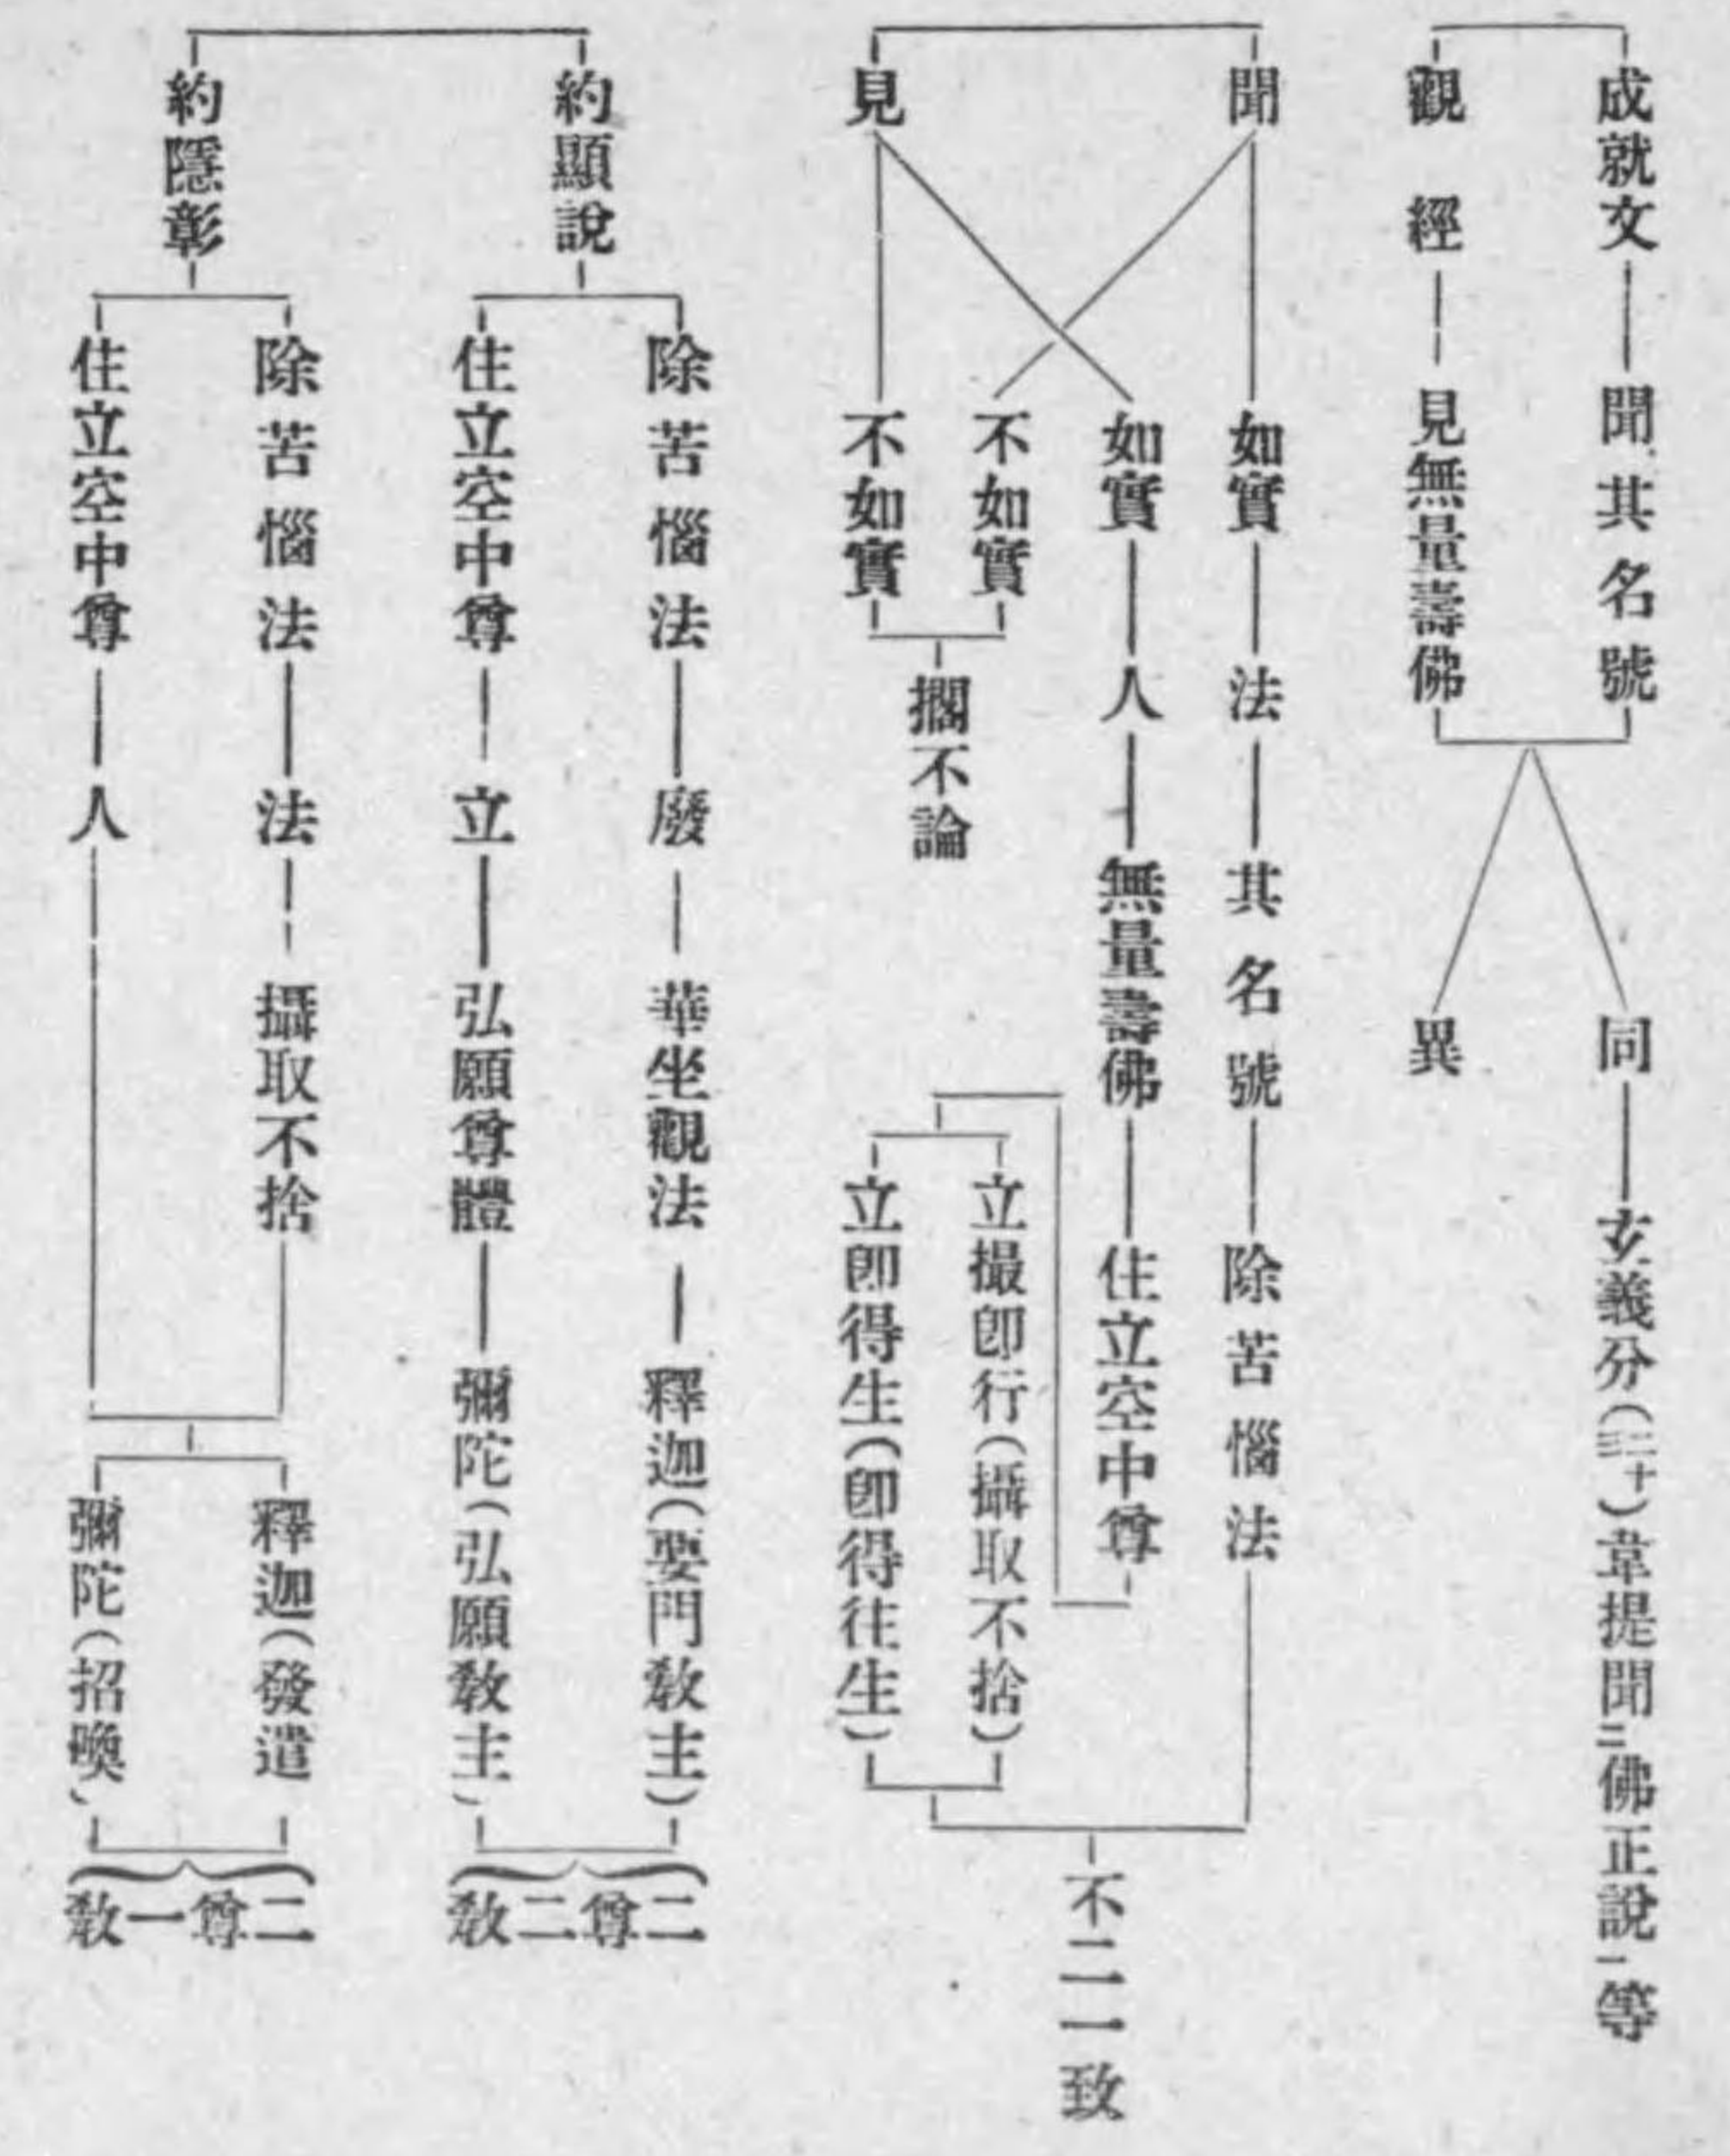 成就文
聞其名號
觀經
見無量壽佛
同
玄義分(二十三)韋提聞二佛正說一等
異
聞
如實
法
其名號
除苦惱法
如實
人
無量壽佛
住立空中尊
立撮卽行(攝取不捨)
立卽得生(卽得往生)
不二一致
見
不如實
不如實
擱不論
約顯說
除苦惱法
廢
華坐觀法
釋迦(要門教主)
住立空中尊
立
弘願尊體
彌陀(弘願教主)
二尊二教
約隱彰
除苦惱法
法
攝取不捨
住立空中尊
人
釋迦(發遣
彌陀(招喚)
二尊一教